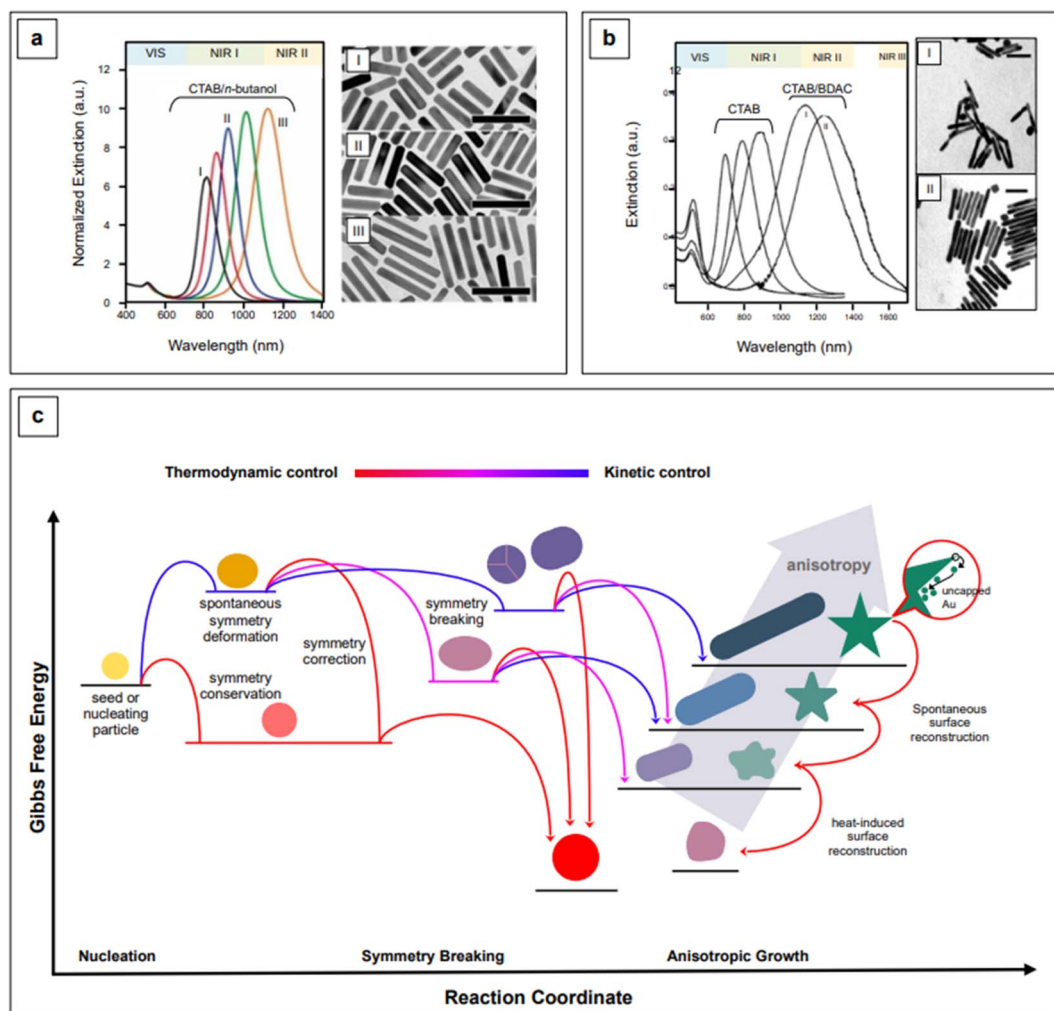 a
VIS NIR I NIR II
CTAB/n-butanol
I
II
III
Normalized Extinction (a.u.)
12
10
8
6
4
2
0
400 600 800 1000 1200 1400
Wavelength (nm)
I
II
III
b
VIS NIR I NIR II NIR III
CTAB
CTAB/BDAC
I
II
Extinction (a.u.)
600 800 1000 1200 1400 1600
Wavelength (nm)
I
II
c
Thermodynamic control Kinetic control
Gibbs Free Energy
seed or
nucleating
particle
spontaneous
symmetry
deformation
symmetry
conservation
symmetry
correction
symmetry
breaking
anisotropy
uncapped
Au
Spontaneous
surface
reconstruction
heat-induced
surface
reconstruction
Nucleation Symmetry Breaking Anisotropic Growth
Reaction Coordinate